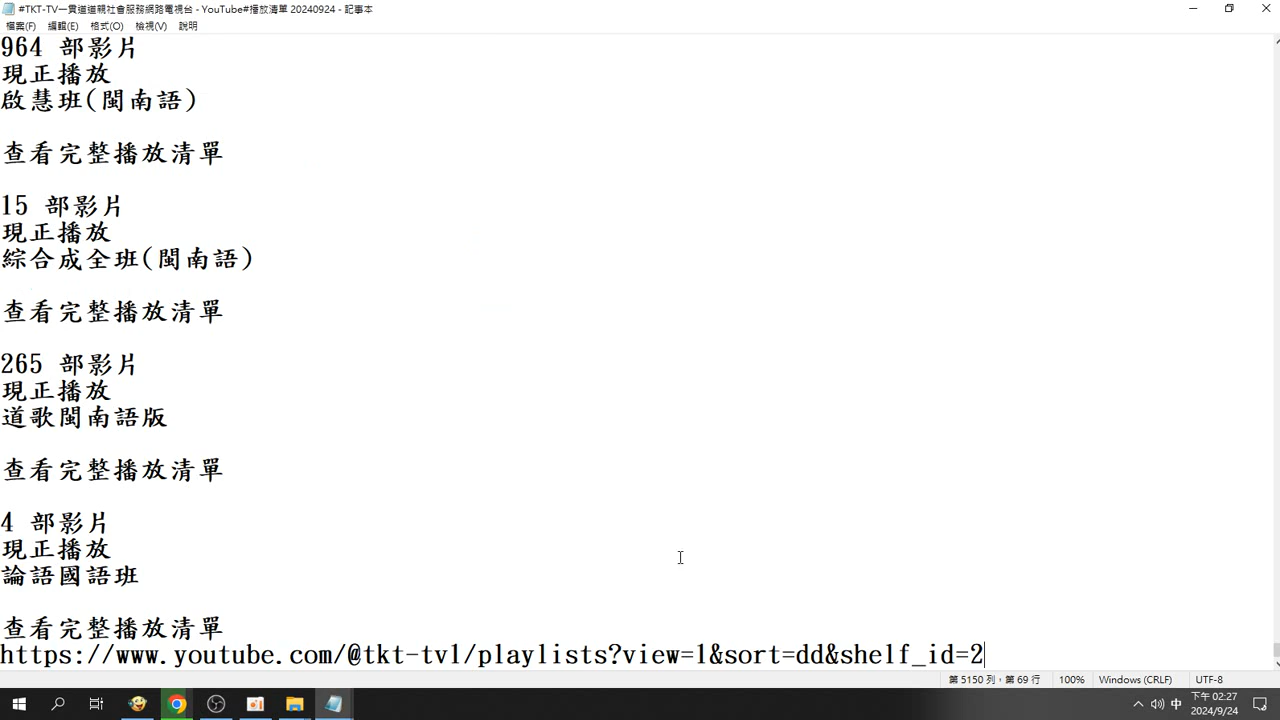 #TKT-TV一貫道道親社會服務網路電視台 - YouTube#播放清單 20240924 - 記事本
檔案(F) 編輯(E) 格式(O) 檢視(V) 說明
964 部影片
現正播放
啟慧班(閩南語)
查看完整播放清單
15 部影片
現正播放
綜合成全班(閩南語)
查看完整播放清單
265 部影片
現正播放
道歌閩南語版
查看完整播放清單
4 部影片
現正播放
論語國語班
查看完整播放清單
https://www.youtube.com/@tkt-tv1/playlists?view=1&sort=dd&shelf_id=2
第 5150 列，第 69 行 100% Windows (CRLF) UTF-8
中 下午 02:27
2024/9/24